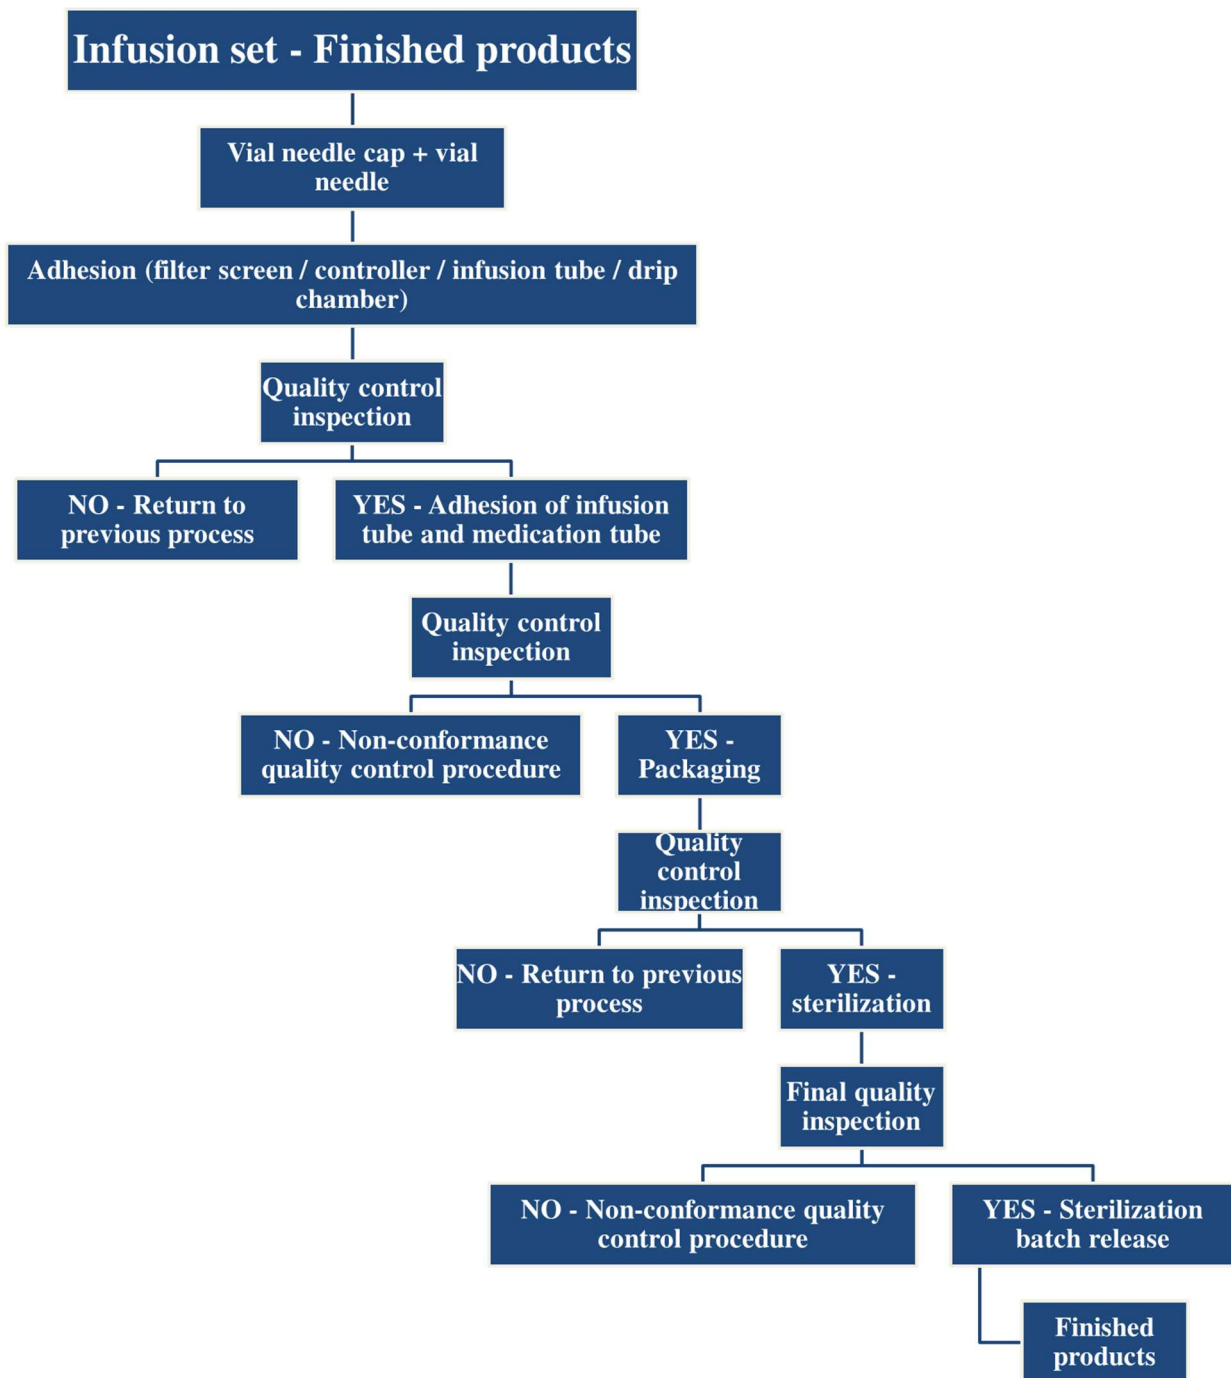 Infusion set - Finished products
Vial needle cap + vial
needle
Adhesion (filter screen / controller / infusion tube / drip
chamber)
Quality control
inspection
NO - Return to
previous process
YES - Adhesion of infusion
tube and medication tube
Quality control
inspection
NO - Non-conformance
quality control procedure
YES -
Packaging
Quality
control
inspection
NO - Return to previous
process
YES -
sterilization
Final quality
inspection
NO - Non-conformance quality
control procedure
YES - Sterilization
batch release
Finished
products